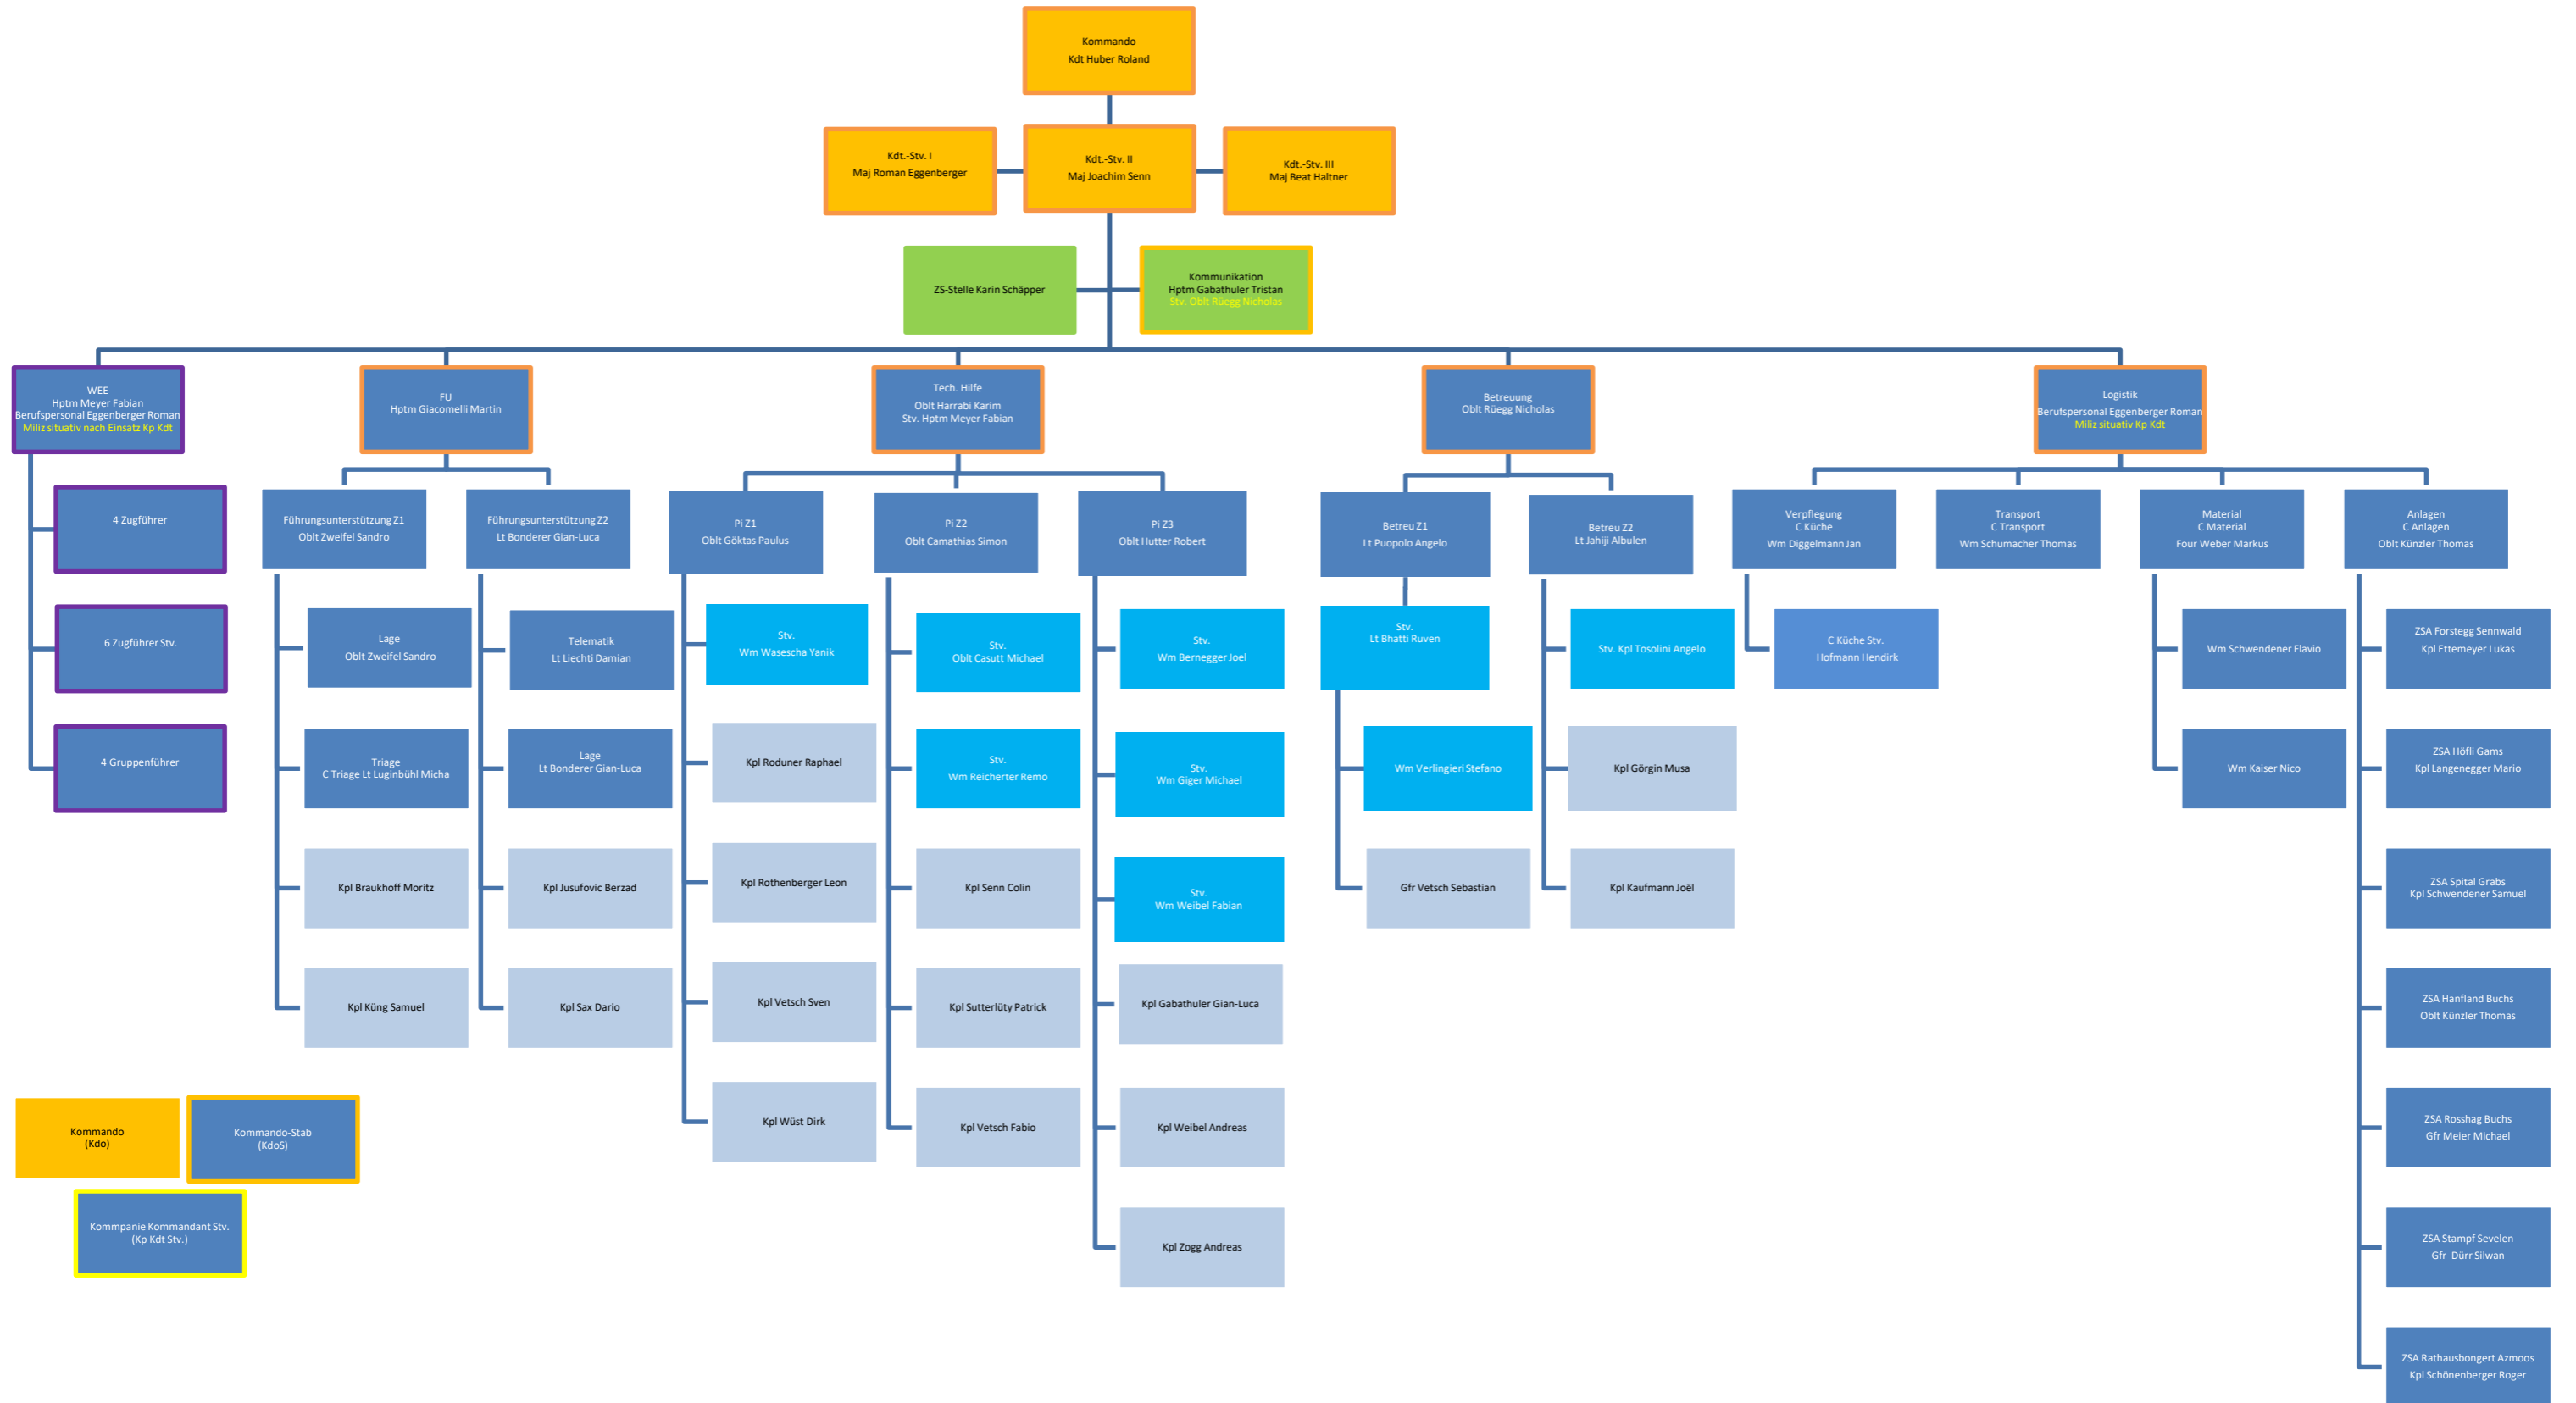 Kommando
Kdt Huber Roland
Kdt.-Stv. I
Maj Roman Eggenberger
Kdt.-Stv. II
Maj Joachim Senn
Kdt.-Stv. III
Maj Beat Haltner
ZS-Stelle Karin Schäpper
Kommunikation
Hptm Gabathuler Tristan
Stv. Oblt Rüegg Nicholas
WEE
Hptm Meyer Fabian
Berufspersonal Eggenberger Roman
Miliz situativ nach Einsatz Kp Kdt
FU
Hptm Giacomelli Martin
Tech. Hilfe
Oblt Harrabi Karim
Stv. Hptm Meyer Fabian
Betreuung
Oblt Rüegg Nicholas
Logistik
Berufspersonal Eggenberger Roman
Miliz situativ Kp Kdt
4 Zugführer
6 Zugführer Stv.
4 Gruppenführer
Führungsunterstützung Z1
Oblt Zweifel Sandro
Lage
Oblt Zweifel Sandro
Triage
C Triage Lt Luginbühl Micha
Kpl Braukhoff Moritz
Kpl Küng Samuel
Führungsunterstützung Z2
Lt Bonderer Gian-Luca
Telematik
Lt Liechti Damian
Lage
Lt Bonderer Gian-Luca
Kpl Jusufovic Berzad
Kpl Sax Dario
Pi Z1
Oblt Göktas Paulus
Stv.
Wm Wasescha Yanik
Kpl Roduner Raphael
Kpl Rothenberger Leon
Kpl Vetsch Sven
Kpl Wüst Dirk
Pi Z2
Oblt Camathias Simon
Stv.
Oblt Casutt Michael
Stv.
Wm Reicherter Remo
Kpl Senn Colin
Kpl Sutterlüty Patrick
Kpl Vetsch Fabio
Pi Z3
Oblt Hutter Robert
Stv.
Wm Bernegger Joel
Stv.
Wm Giger Michael
Stv.
Wm Weibel Fabian
Kpl Gabathuler Gian-Luca
Kpl Weibel Andreas
Kpl Zogg Andreas
Betreu Z1
Lt Puopolo Angelo
Stv.
Lt Bhatti Ruven
Wm Verlingieri Stefano
Gfr Vetsch Sebastian
Betreu Z2
Lt Jahiji Albulen
Stv. Kpl Tosolini Angelo
Kpl Görgin Musa
Kpl Kaufmann Joël
Verpflegung
C Küche
Wm Diggelmann Jan
C Küche Stv.
Hofmann Hendirk
Transport
C Transport
Wm Schumacher Thomas
Material
C Material
Four Weber Markus
Wm Schwendener Flavio
Wm Kaiser Nico
Anlagen
C Anlagen
Oblt Künzler Thomas
ZSA Forstegg Sennwald
Kpl Ettemeyer Lukas
ZSA Höfli Gams
Kpl Langenegger Mario
ZSA Spital Grabs
Kpl Schwendener Samuel
ZSA Hanfland Buchs
Oblt Künzler Thomas
ZSA Rosshag Buchs
Gfr Meier Michael
ZSA Stampf Sevelen
Gfr Dürr Silwan
ZSA Rathausbongert Azmoos
Kpl Schönenberger Roger
Kommando
(Kdo)
Kommando-Stab
(KdoS)
Kommpanie Kommandant Stv.
(Kp Kdt Stv.)